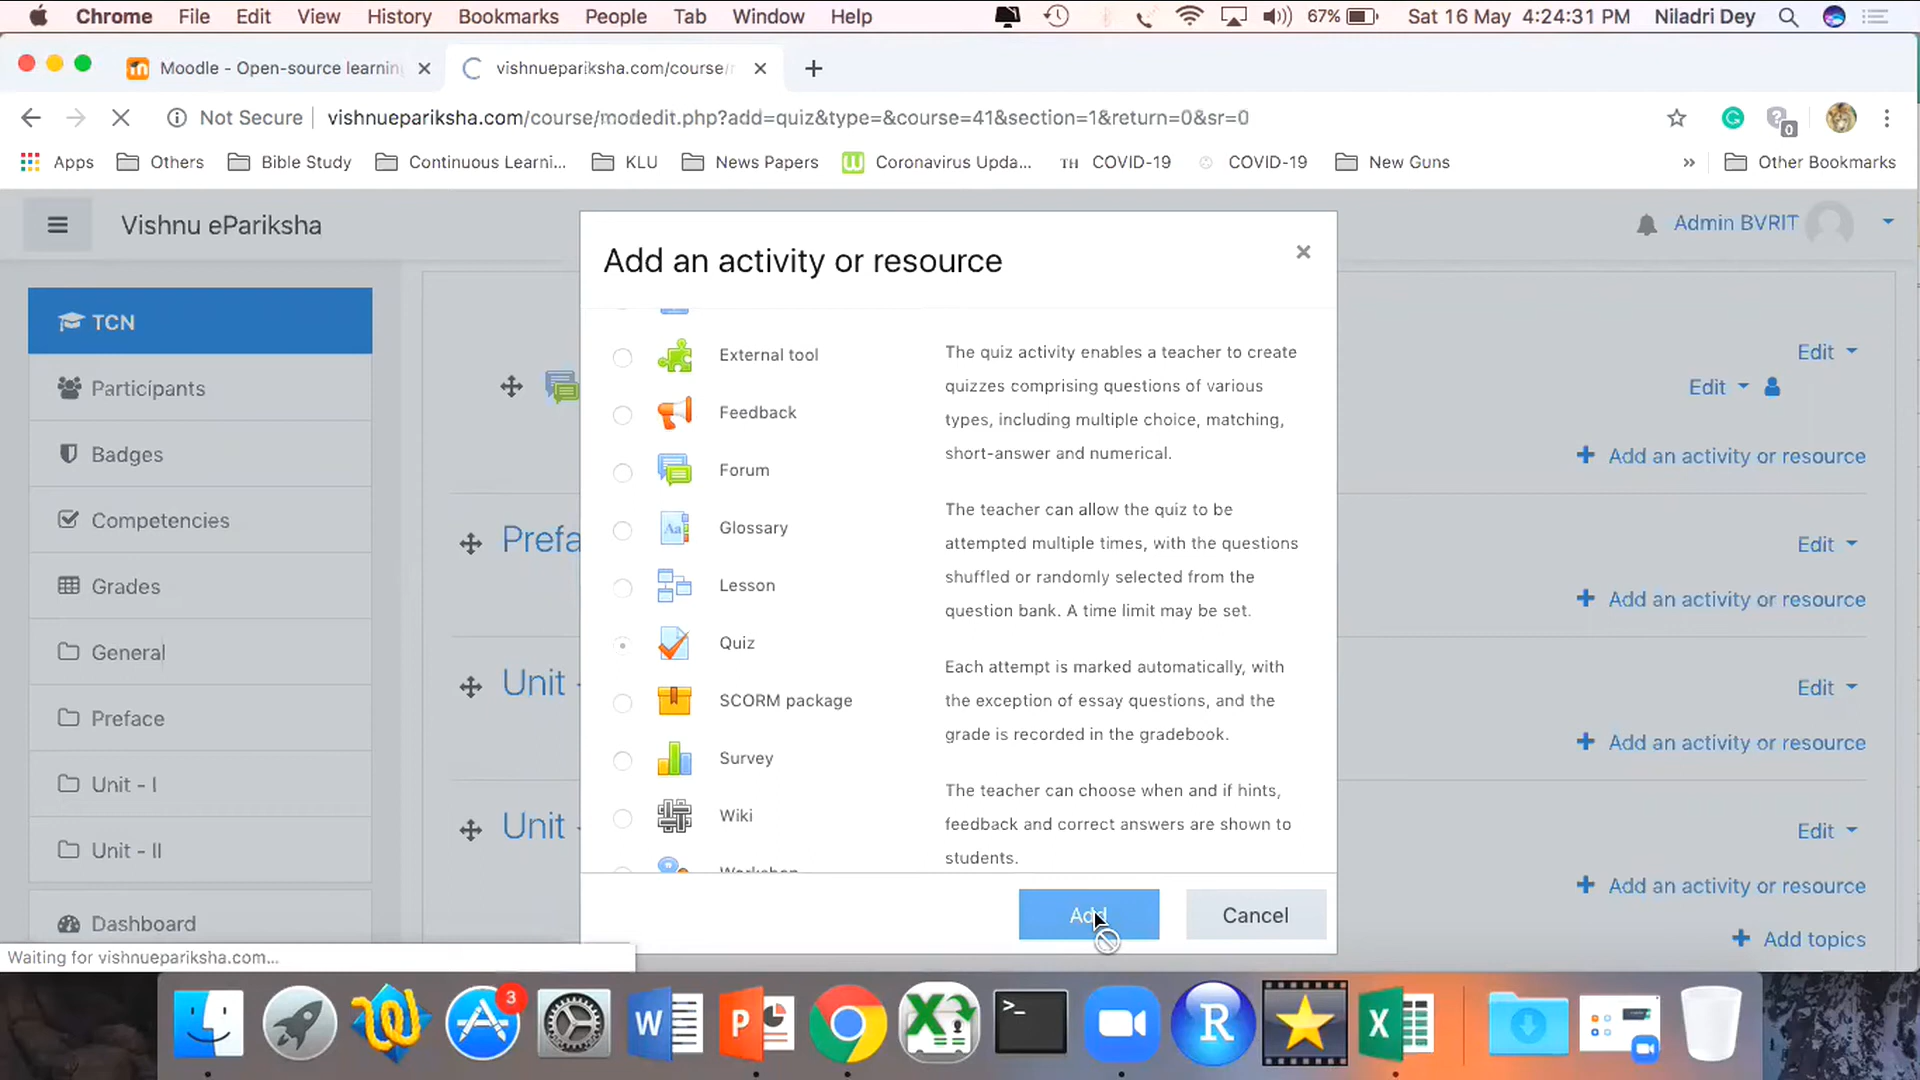 Chrome File Edit View History Bookmarks People Tab Window Help 67% Sat 16 May 4:24:31 PM Niladri Dey
Moodle - Open-source learning
vishnuepariksha.com/course/
Not Secure vishnuepariksha.com/course/modedit.php?add=quiz&type=&course=41&section=1&return=0&sr=0
0
Apps Others Bible Study Continuous Learni... KLU News Papers Coronavirus Upda... TH COVID-19 COVID-19 New Guns » Other Bookmarks
Vishnu ePariksha
Admin BVRIT
TCN
Participants
Badges
Competencies
Grades
General
Preface
Unit - I
Unit - II
Dashboard
Add an activity or resource
×
External tool
Feedback
Forum
Glossary
Lesson
Quiz
SCORM package
Survey
Wiki
Workshop
The quiz activity enables a teacher to create
quizzes comprising questions of various
types, including multiple choice, matching,
short-answer and numerical.
The teacher can allow the quiz to be
attempted multiple times, with the questions
shuffled or randomly selected from the
question bank. A time limit may be set.
Each attempt is marked automatically, with
the exception of essay questions, and the
grade is recorded in the gradebook.
The teacher can choose when and if hints,
feedback and correct answers are shown to
students.
Add
Cancel
Edit
Edit
Add an activity or resource
Prefa
Edit
Add an activity or resource
Unit -
Edit
Add an activity or resource
Unit -
Edit
Add an activity or resource
Add topics
Waiting for vishnuepariksha.com...
3
W
P
X
>_
R
X